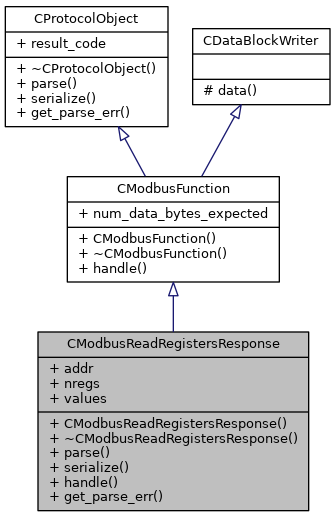 CProtocolObject
+ result_code
+ ~CProtocolObject()
+ parse()
+ serialize()
+ get_parse_err()
CDataBlockWriter
# data()
CModbusFunction
+ num_data_bytes_expected
+ CModbusFunction()
+ ~CModbusFunction()
+ handle()
CModbusReadRegistersResponse
+ addr
+ nregs
+ values
+ CModbusReadRegistersResponse()
+ ~CModbusReadRegistersResponse()
+ parse()
+ serialize()
+ handle()
+ get_parse_err()